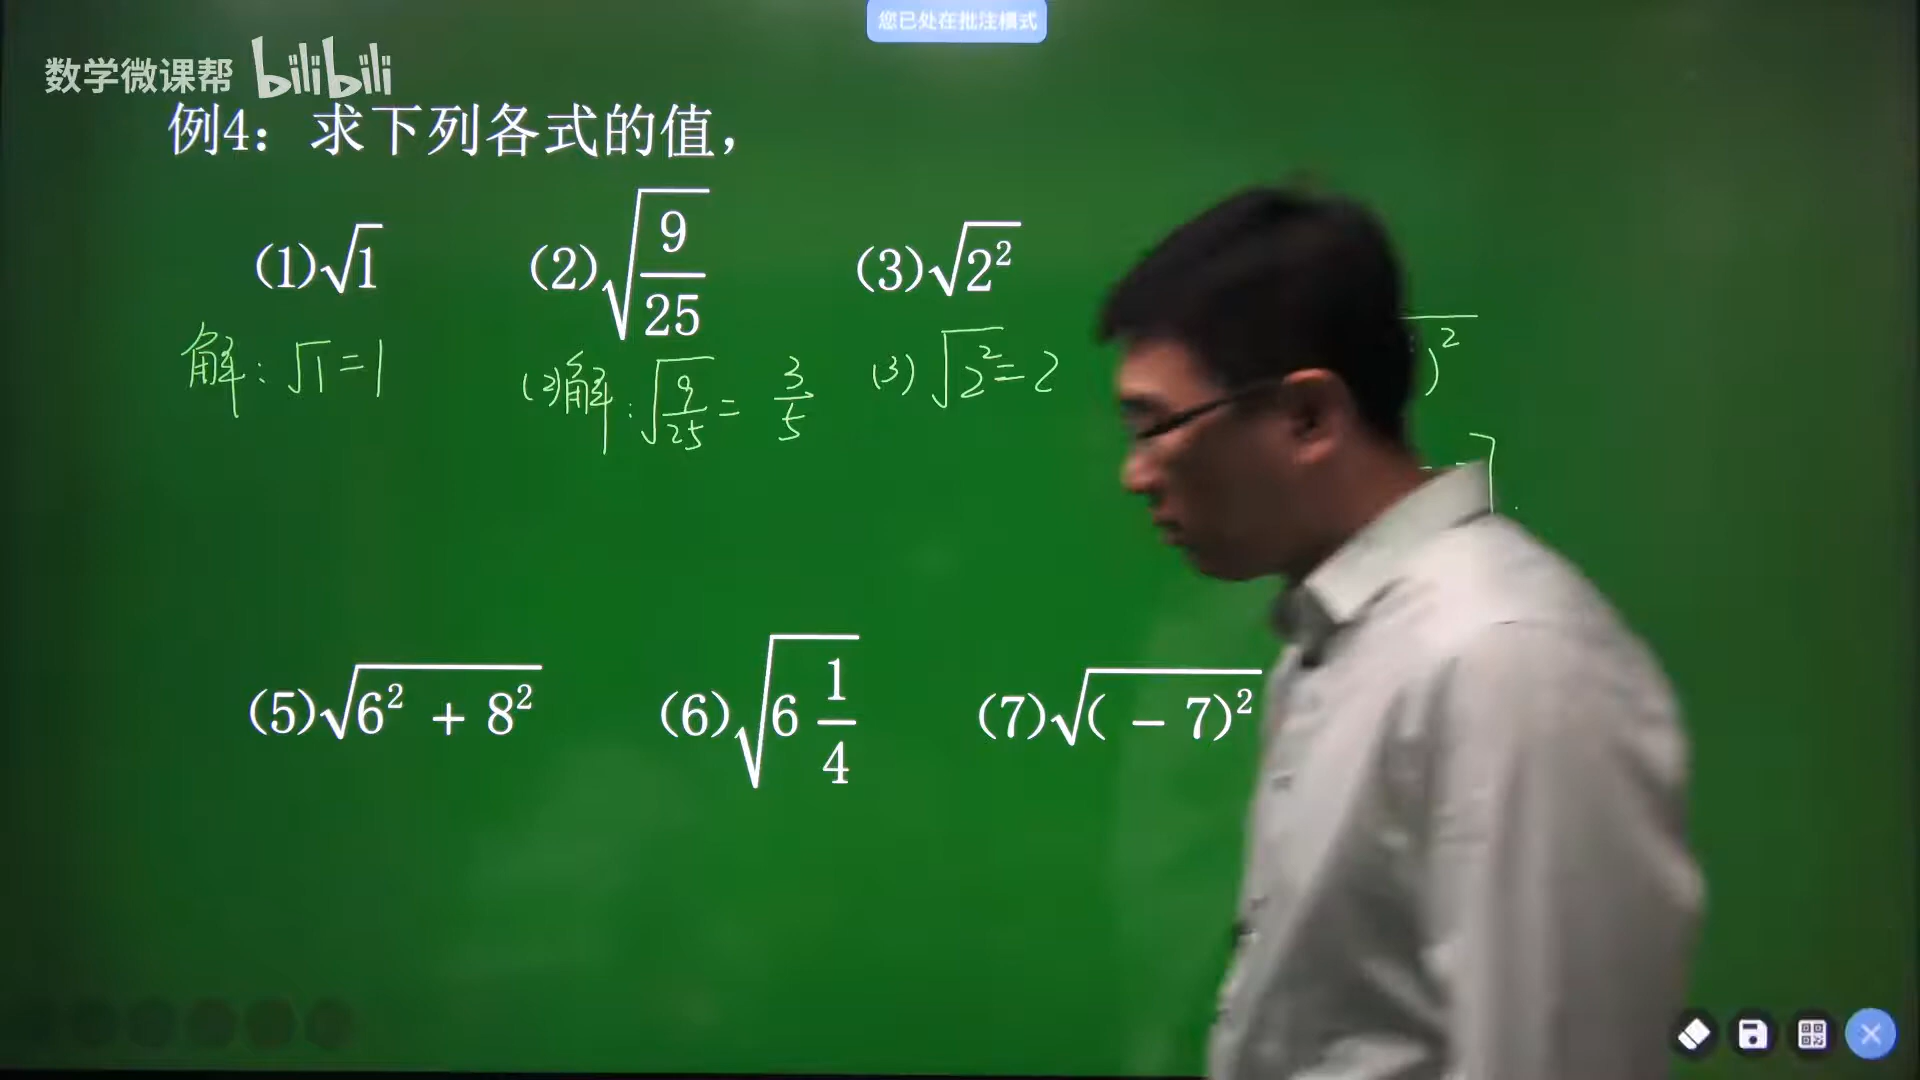 您已处在批注模式
数学微课帮 bilibili
例4：求下列各式的值，
(1)√1 (2)√(9/25) (3)√2²
解：√1=1 (2)解：√(9/25) = 3/5 (3) √2²=2 )²
(5)√(6² + 8²) (6)√(6 1/4) (7)√(( - 7)²)